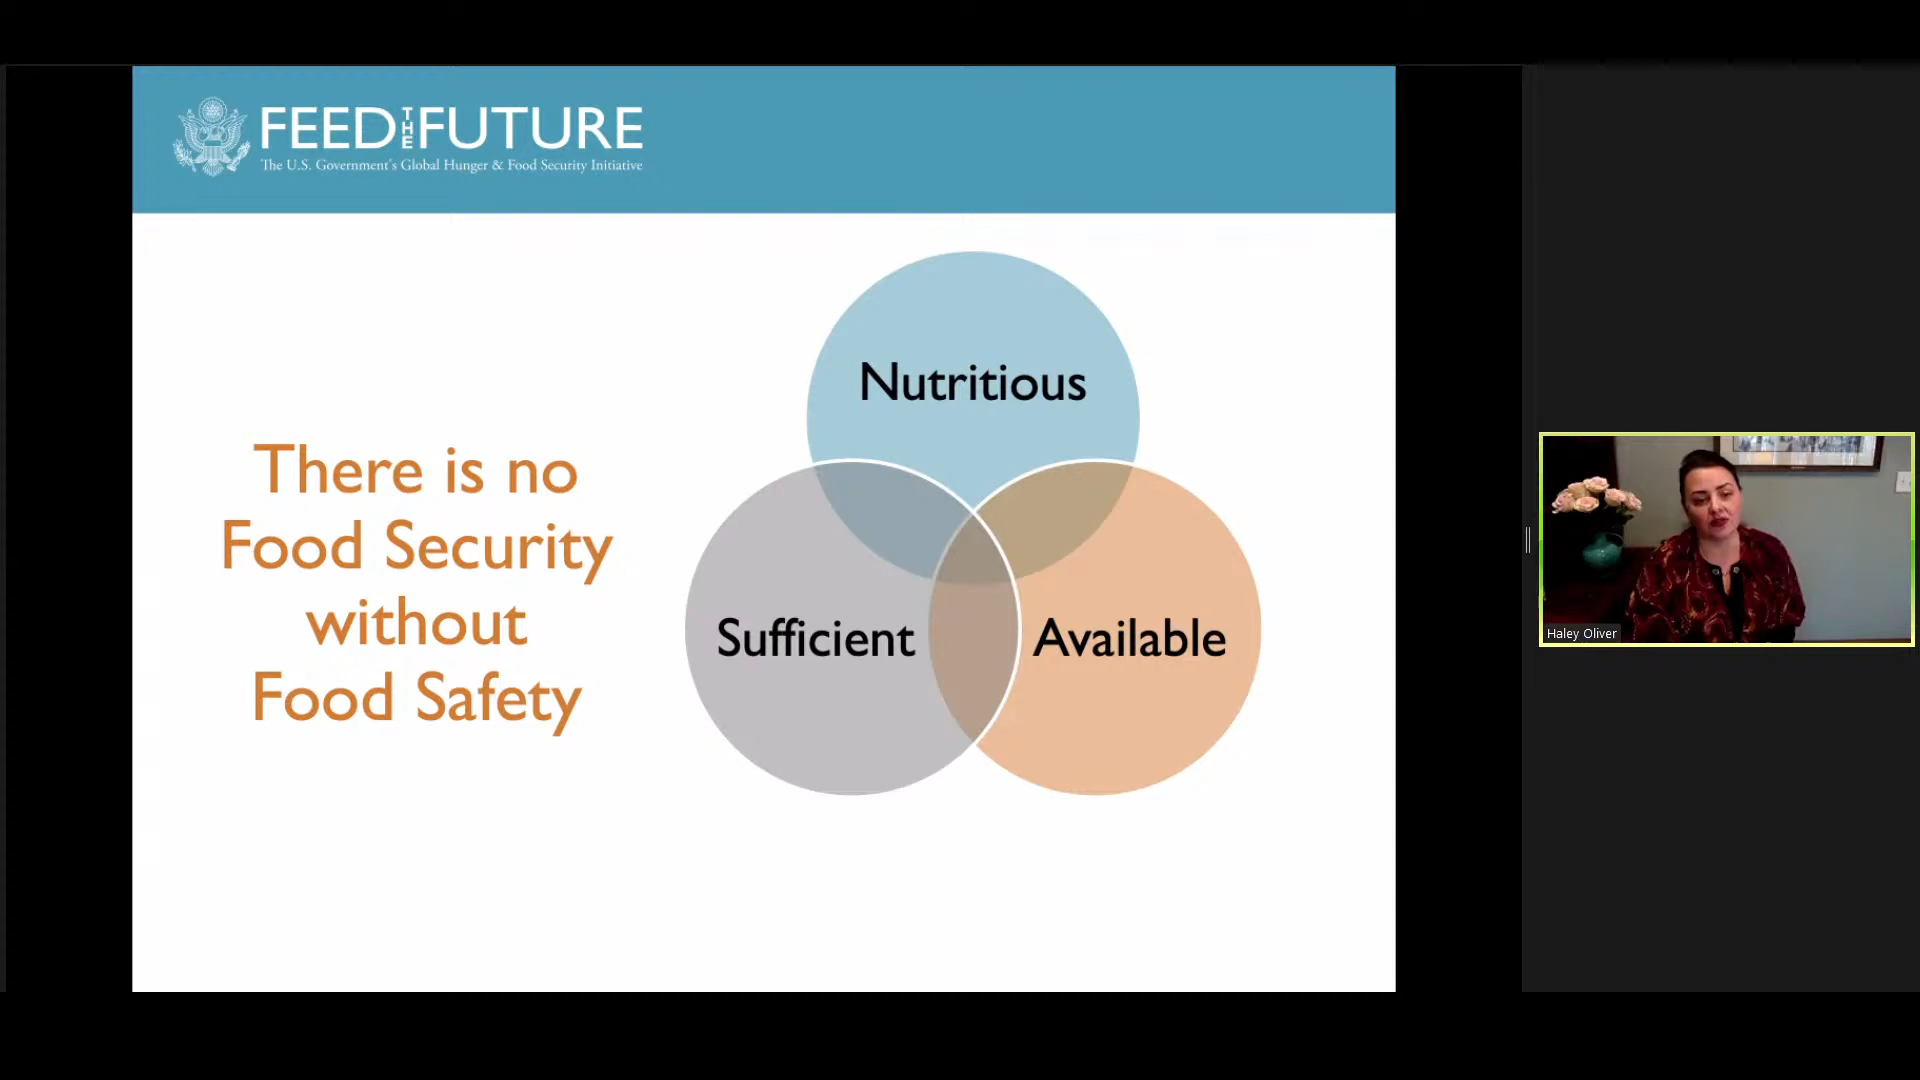 FEED THE FUTURE
The U.S. Government's Global Hunger & Food Security Initiative
There is no
Food Security
without
Food Safety
Nutritious
Sufficient
Available
Haley Oliver